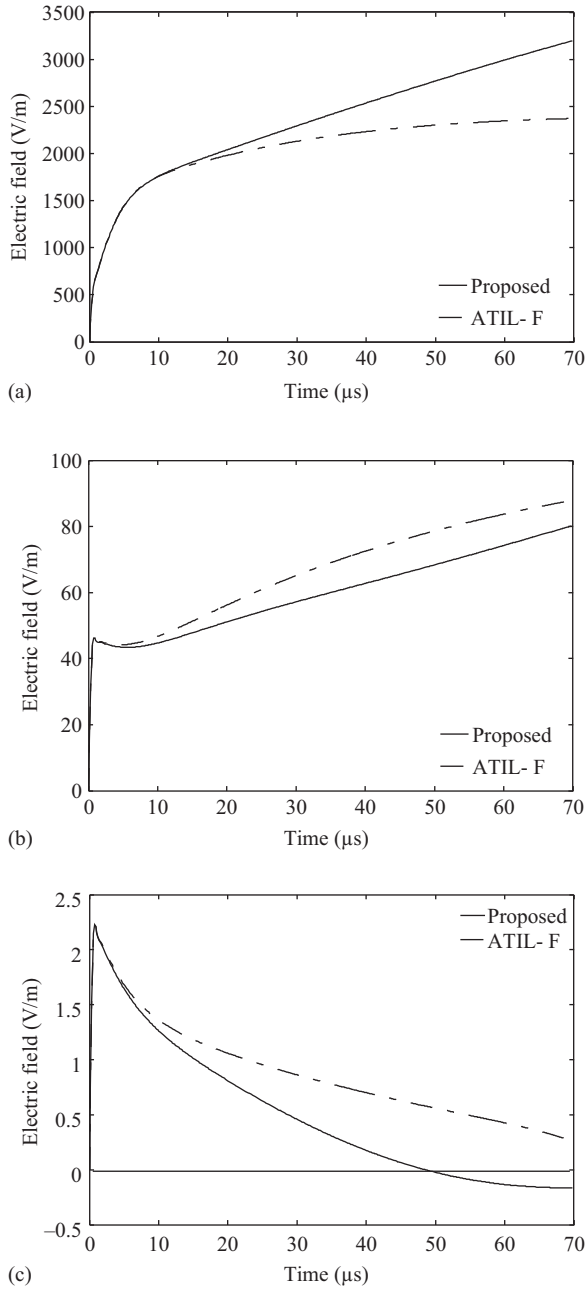 3500
3000
2500
2000
1500
1000
500
0
Electric field (V/m)
Proposed
ATIL- F
0 10 20 30 40 50 60 70
(a)
Time (µs)
100
80
60
40
20
0
Electric field (V/m)
Proposed
ATIL- F
0 10 20 30 40 50 60 70
(b)
Time (µs)
2.5
2
1.5
1
0.5
0
–0.5
Electric field (V/m)
Proposed
ATIL- F
0 10 20 30 40 50 60 70
(c)
Time (µs)